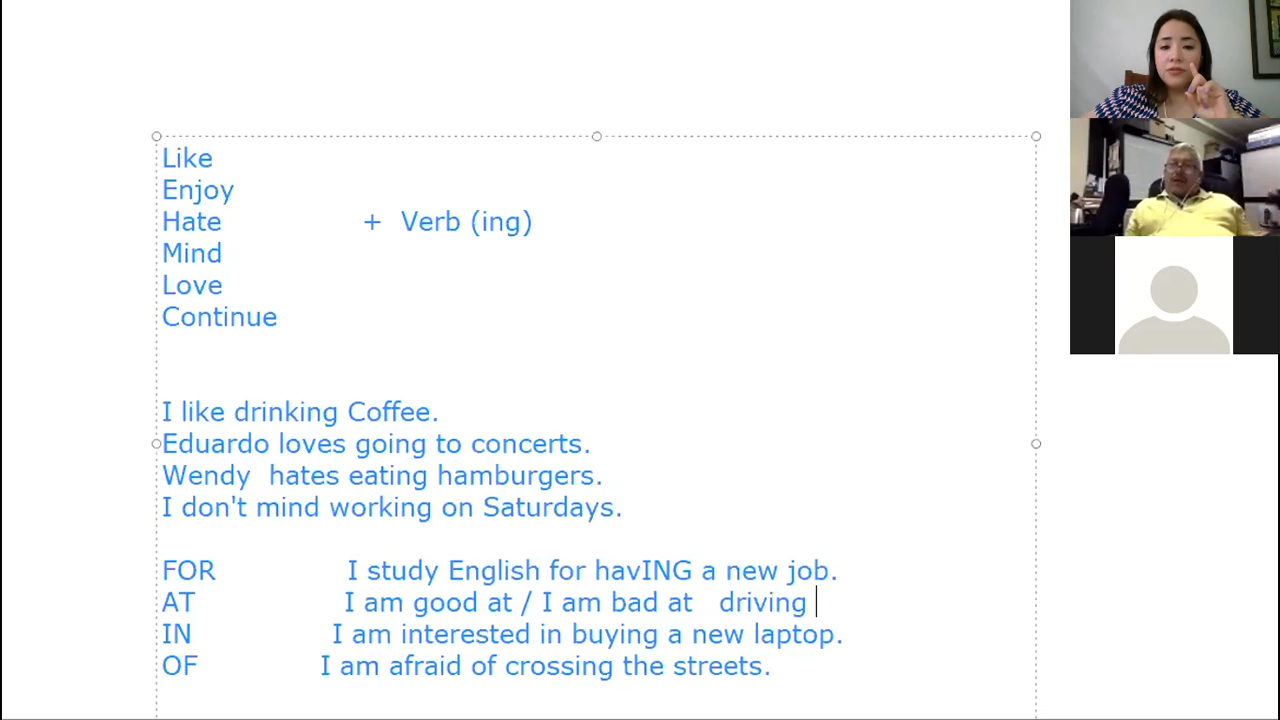 Like
Enjoy
Hate + Verb (ing)
Mind
Love
Continue
I like drinking Coffee.
Eduardo loves going to concerts.
Wendy hates eating hamburgers.
I don't mind working on Saturdays.
FOR I study English for havING a new job.
AT I am good at / I am bad at driving
IN I am interested in buying a new laptop.
OF I am afraid of crossing the streets.